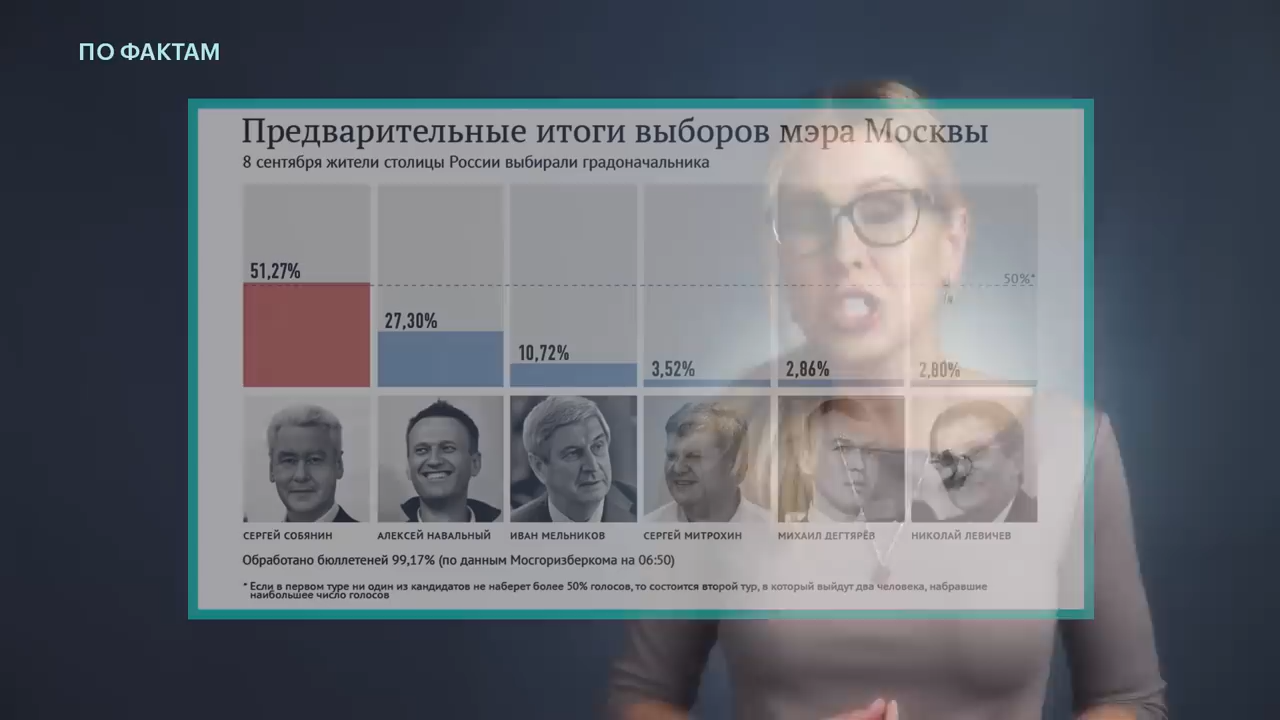 ПО ФАКТАМ
Предварительные итоги выборов мэра Москвы
8 сентября жители столицы России выбирали градоначальника
50%*
51,27%
27,30%
10,72%
3,52%
2,86%
2,80%
СЕРГЕЙ СОБЯНИН
АЛЕКСЕЙ НАВАЛЬНЫЙ
ИВАН МЕЛЬНИКОВ
СЕРГЕЙ МИТРОХИН
МИХАИЛ ДЕГТЯРЁВ
НИКОЛАЙ ЛЕВИЧЕВ
Обработано бюллетеней 99,17% (по данным Мосгоризберкома на 06:50)
* Если в первом туре ни один из кандидатов не наберет более 50% голосов, то состоится второй тур, в который выйдут два человека, набравшие
наибольшее число голосов